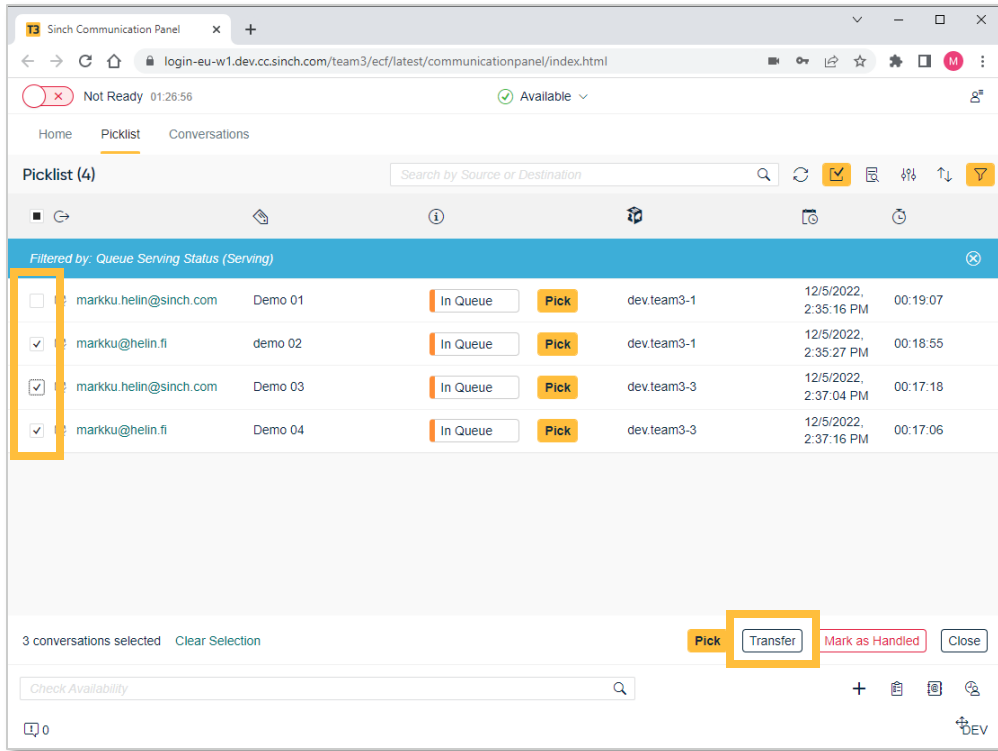 T3 Sinch Communication Panel
login-eu-w1.dev.cc.sinch.com/team3/ecf/latest/communicationpanel/index.html
M
Not Ready 01:26:56
Available
Home Picklist Conversations
Picklist (4)
Search by Source or Destination
Filtered by: Queue Serving Status (Serving)
markku.helin@sinch.com Demo 01 In Queue Pick dev.team3-1 12/5/2022, 2:35:16 PM 00:19:07
markku@helin.fi demo 02 In Queue Pick dev.team3-1 12/5/2022, 2:35:27 PM 00:18:55
markku.helin@sinch.com Demo 03 In Queue Pick dev.team3-3 12/5/2022, 2:37:04 PM 00:17:18
markku@helin.fi Demo 04 In Queue Pick dev.team3-3 12/5/2022, 2:37:16 PM 00:17:06
3 conversations selected Clear Selection Pick Transfer Mark as Handled Close
Check Availability
0
DEV